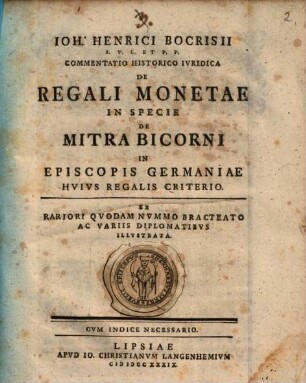 2
IOH. HENRICI BOCRISII
I. V. L. ET P. P.
COMMENTATIO HISTORICO IVRIDICA
DE
REGALI MONETAE
IN SPECIE
DE
MITRA BICORNI
IN
EPISCOPIS GERMANIAE
HVIVS REGALIS CRITERIO.
EX
RARIORI QVODAM NVMMO BRACTEATO
AC VARIIS DIPLOMATIBVS
ILLVSTRATA.
CVM INDICE NECESSARIO.
LIPSIAE
APVD IO. CHRISTIANVM LANGENHEMIVM
CIↃIↃCCXXXIX.